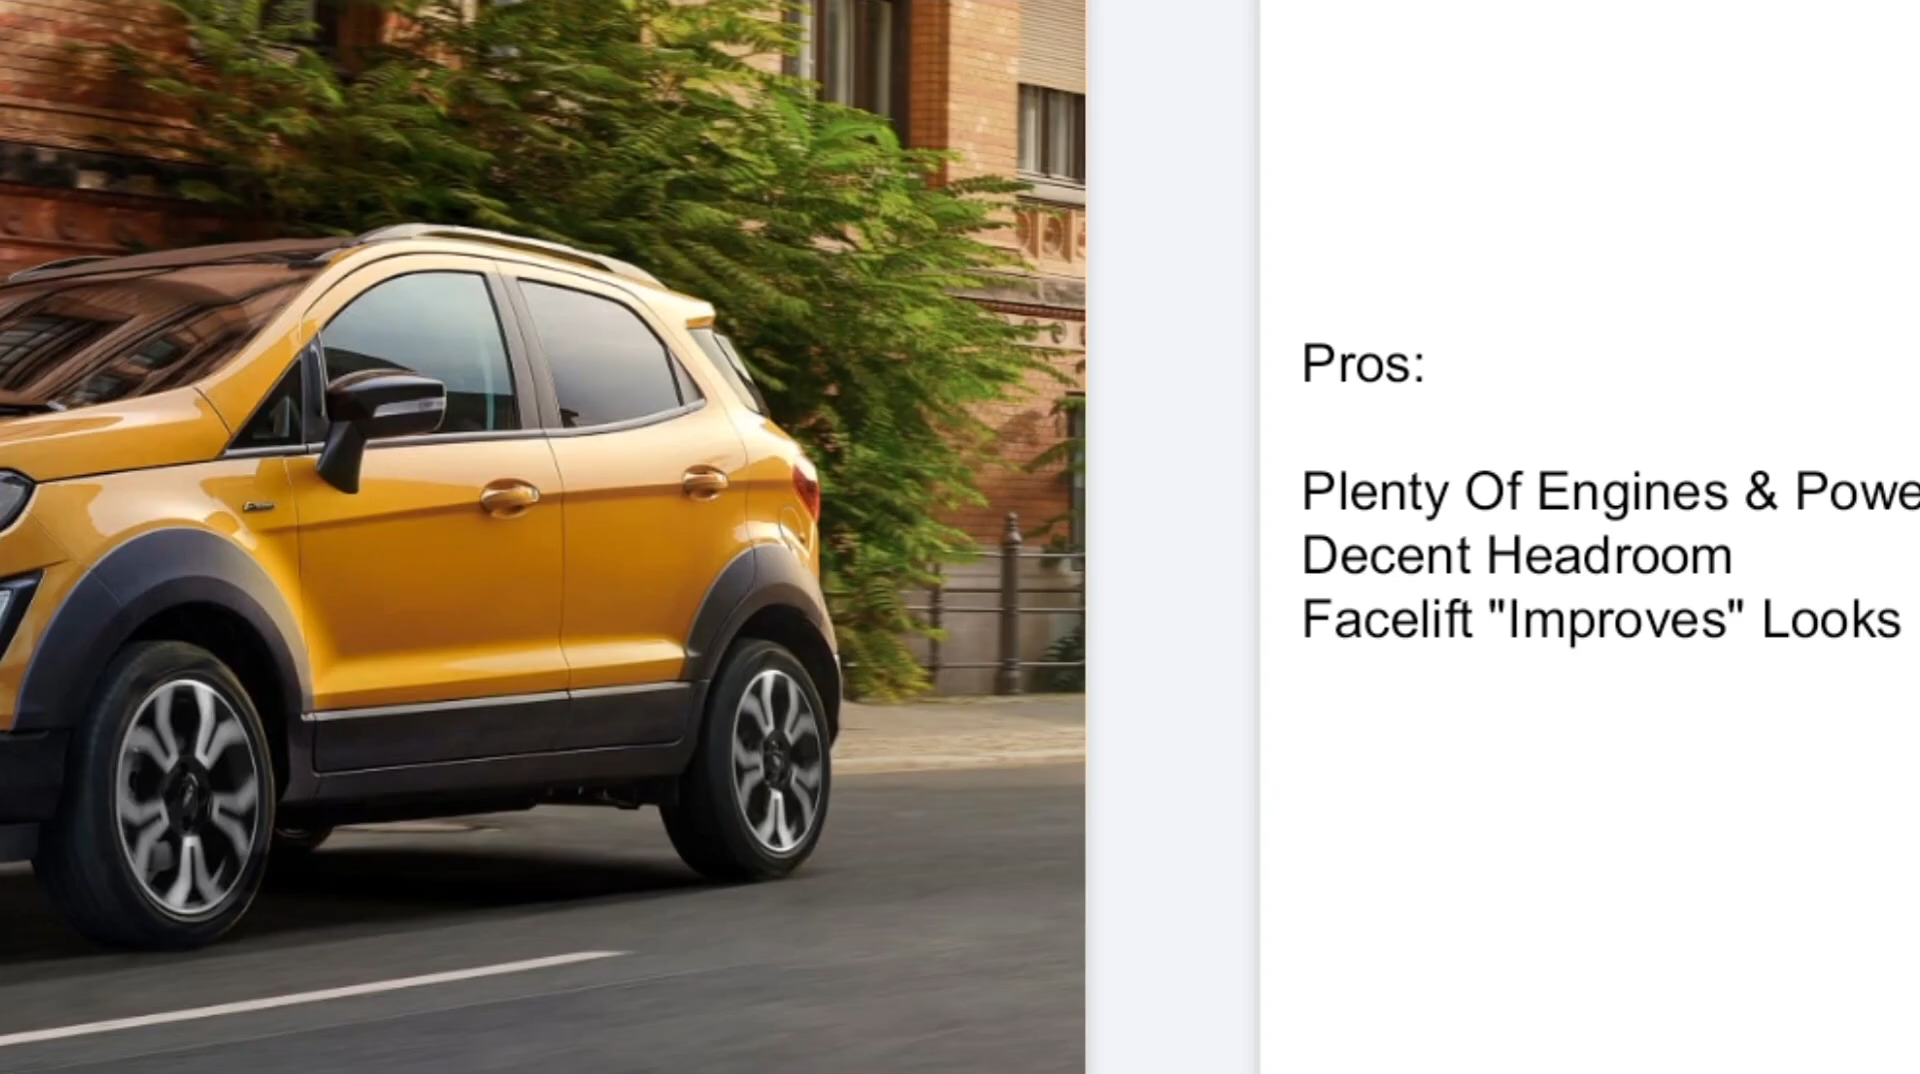 Pros:
Plenty Of Engines & Powe
Decent Headroom
Facelift "Improves" Looks